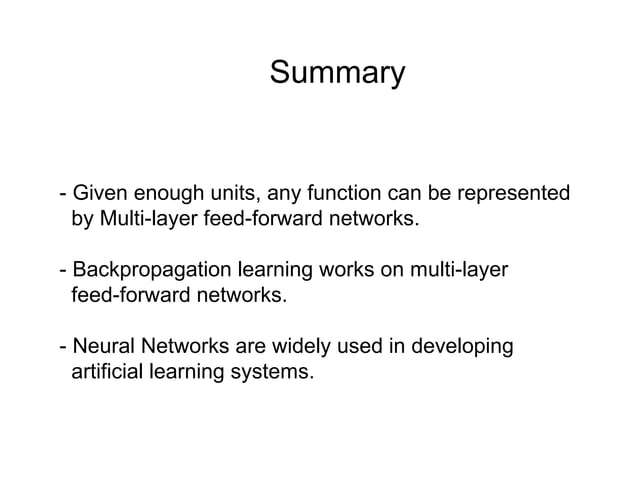 Summary
- Given enough units, any function can be represented
by Multi-layer feed-forward networks.
- Backpropagation learning works on multi-layer
feed-forward networks.
- Neural Networks are widely used in developing
artificial learning systems.